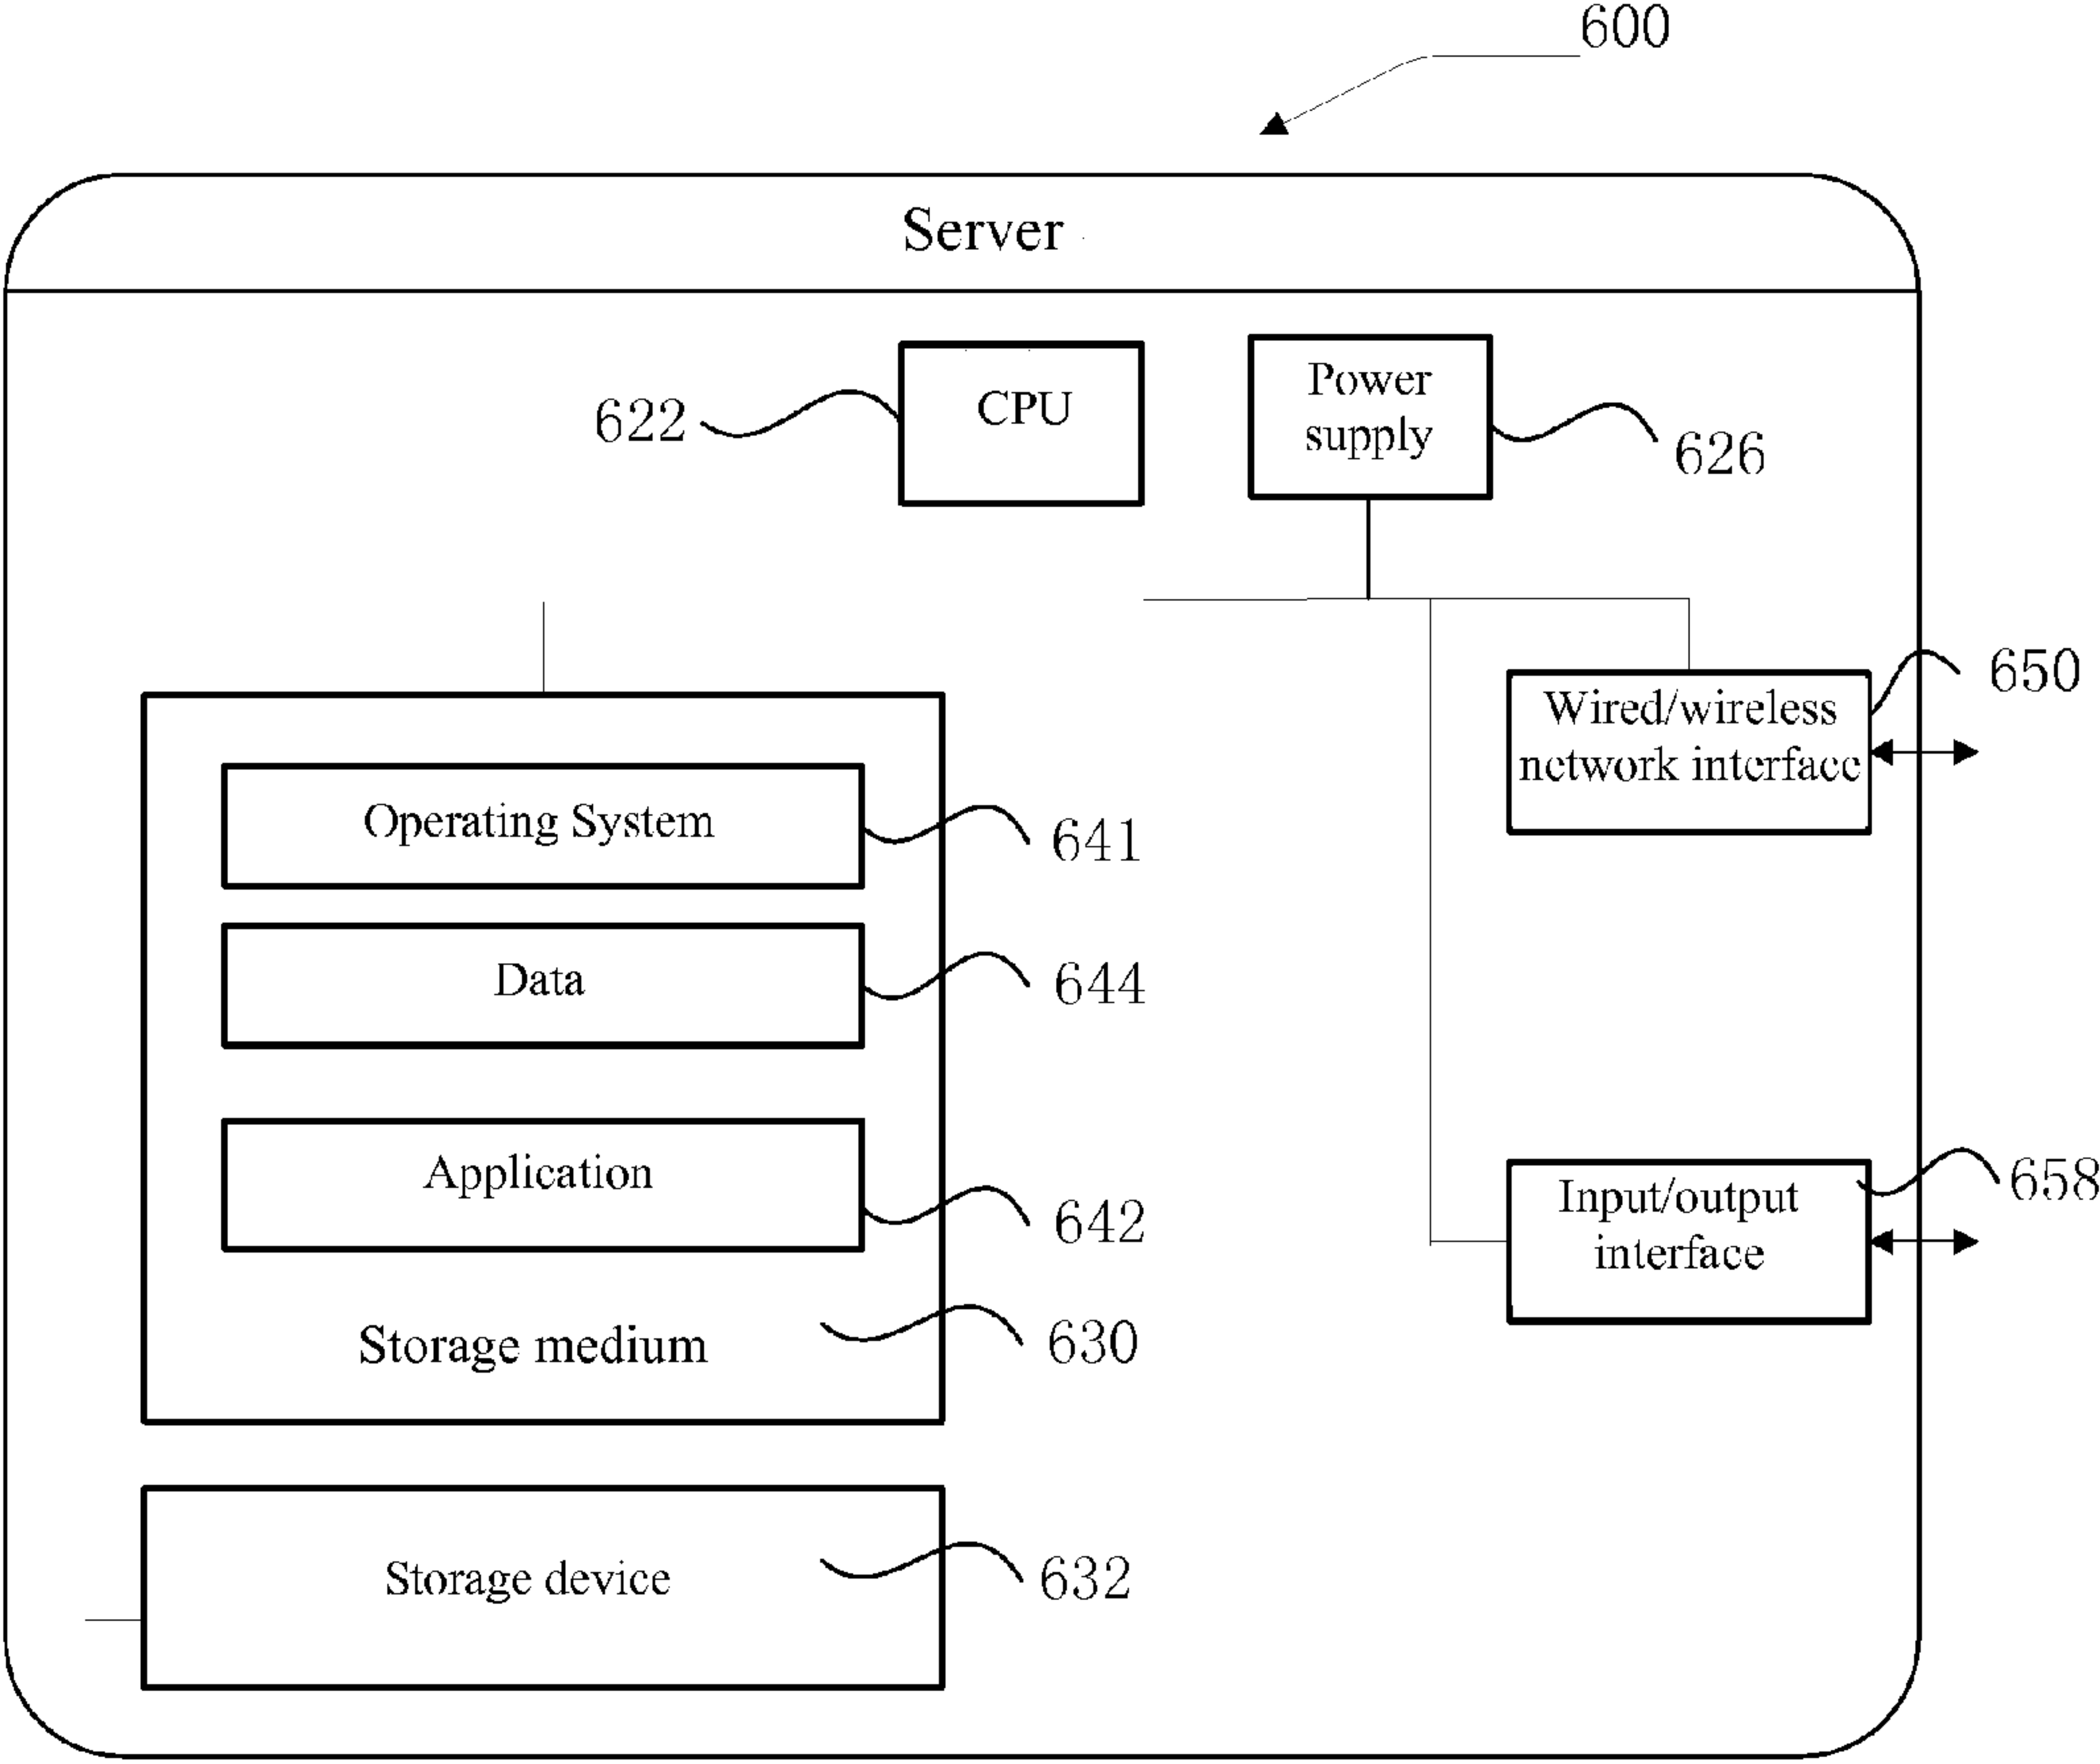 600
Server
CPU
622
Power
supply
626
650
Wired/wireless
network interface
Operating System
641
Data
644
Application
642
658
Input/output
interface
Storage medium
630
Storage device
632